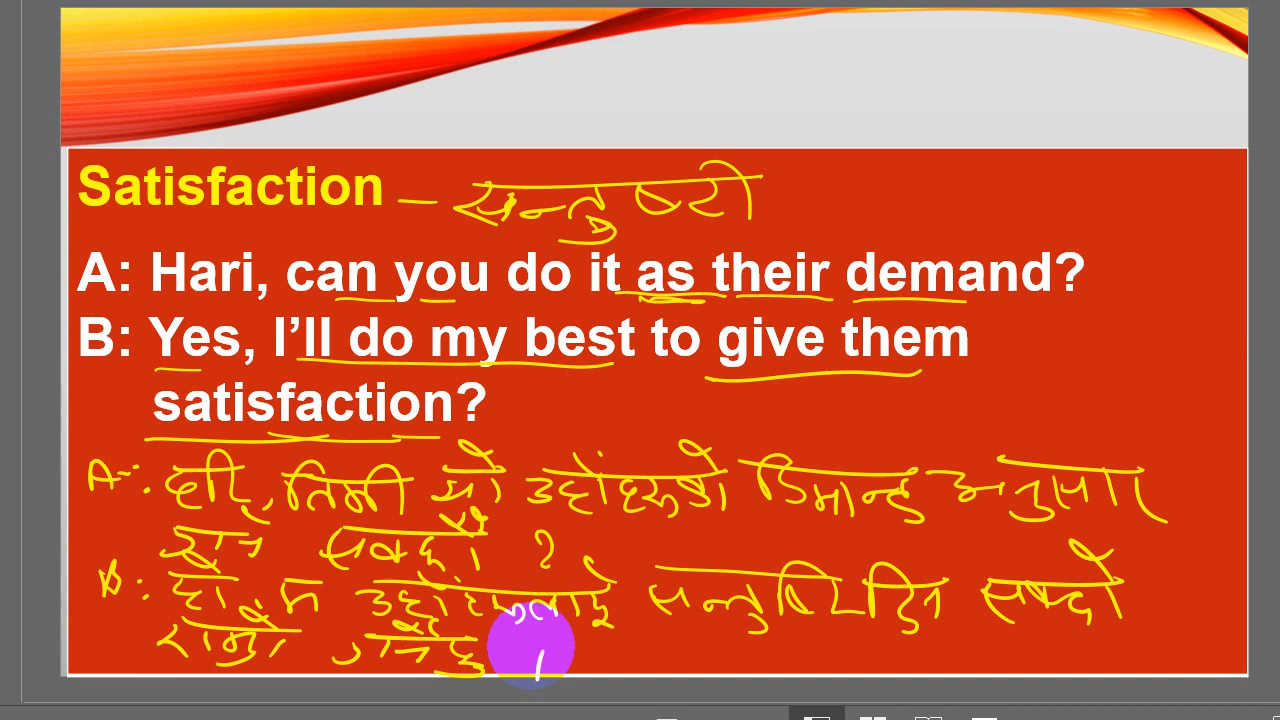 Satisfaction – सन्तुष्टी
A: Hari, can you do it as their demand?
B: Yes, I'll do my best to give them
satisfaction?
A-: हरि, तिमी यो उहाँहरुको डिमान्ड अनुसार
गर्न सक्छौ ?
B: हो, म उहाँहरुलाई सन्तुष्टि दिन सक्दो
राम्रो गर्नेछु ।